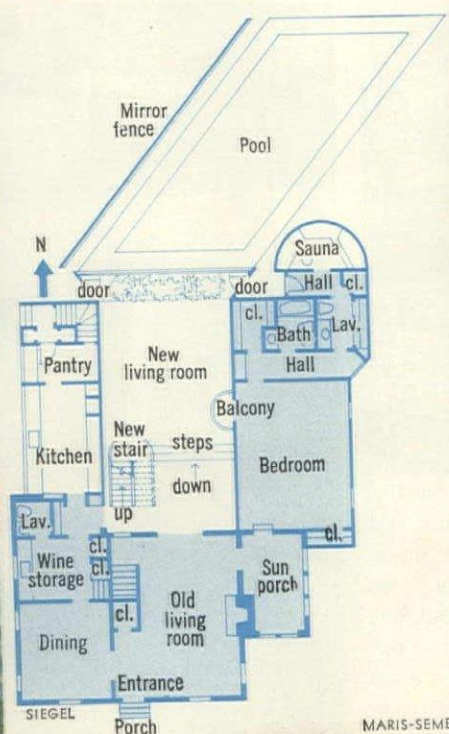 Mirror
fence
Pool
N
Sauna
door
door
Hall
cl.
cl.
Bath
Lav.
Pantry
New
living room
Hall
Balcony
New
stair
steps
Kitchen
Bedroom
down
up
Lav.
cl.
cl.
cl.
Wine
storage
Sun
porch
Old
living
room
cl.
Dining
Entrance
SIEGEL
Porch